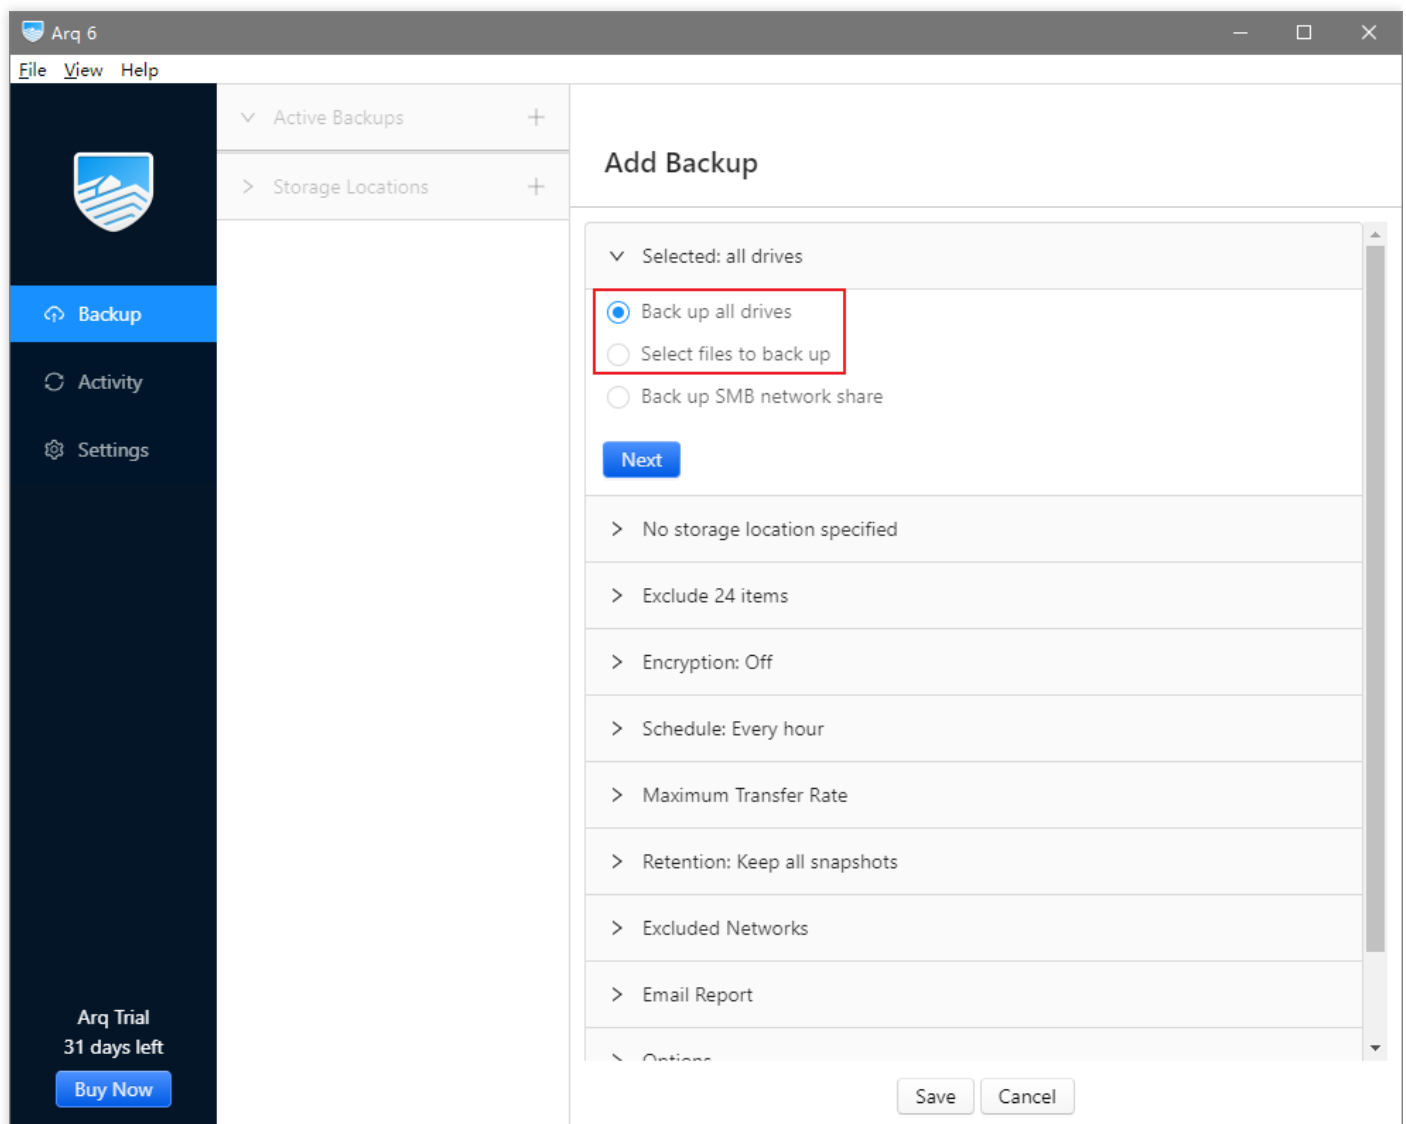 Arq 6
File View Help
Active Backups
Storage Locations
Backup
Activity
Settings
Arq Trial
31 days left
Buy Now
Add Backup
Selected: all drives
Back up all drives
Select files to back up
Back up SMB network share
Next
No storage location specified
Exclude 24 items
Encryption: Off
Schedule: Every hour
Maximum Transfer Rate
Retention: Keep all snapshots
Excluded Networks
Email Report
Options
Save Cancel